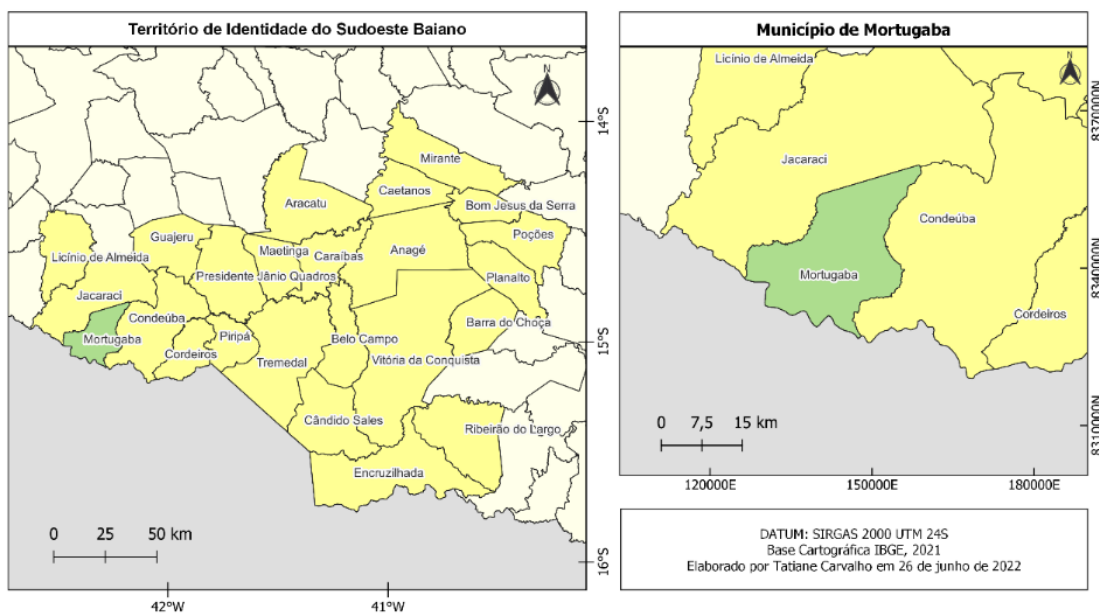 Território de Identidade do Sudoeste Baiano
N
Mirante
Caetanos
Aracatu
Bom Jesus da Serra
Guajeru
Poções
Maetinga
Caraíbas
Anagé
Licínio de Almeida
Presidente Jânio Quadros
Planalto
Jacaraci
Condeúba
Barra do Choça
Mortugaba
Piripá
Belo Campo
Cordeiros
Tremedal
Vitória da Conquista
Cândido Sales
Ribeirão do Largo
Encruzilhada
0 25 50 km
14°S
15°S
16°S
42°W
41°W
Município de Mortugaba
N
Licínio de Almeida
Jacaraci
Condeúba
Mortugaba
Cordeiros
0 7,5 15 km
8370000N
8340000N
8310000N
120000E
150000E
180000E
DATUM: SIRGAS 2000 UTM 24S
Base Cartográfica IBGE, 2021
Elaborado por Tatiane Carvalho em 26 de junho de 2022